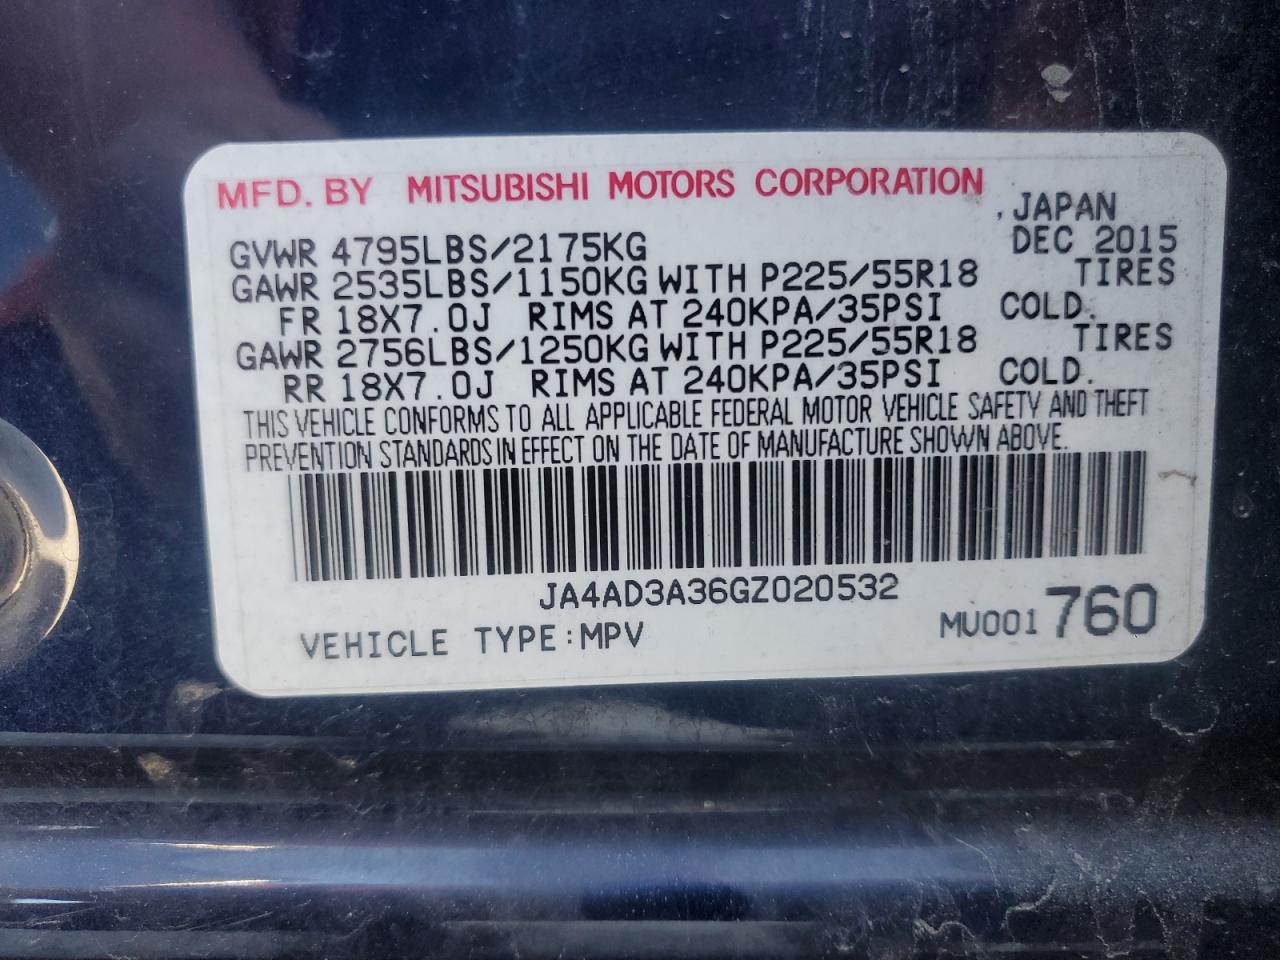 MFD. BY MITSUBISHI MOTORS CORPORATION
JAPAN
GVWR 4795LBS/2175KG DEC 2015
GAWR 2535LBS/1150KG WITH P225/55R18 TIRES
FR 18X7.0J RIMS AT 240KPA/35PSI COLD.
GAWR 2756LBS/1250KG WITH P225/55R18 TIRES
RR 18X7.0J RIMS AT 240KPA/35PSI COLD.
THIS VEHICLE CONFORMS TO ALL APPLICABLE FEDERAL MOTOR VEHICLE SAFETY AND THEFT
PREVENTION STANDARDS IN EFFECT ON THE DATE OF MANUFACTURE SHOWN ABOVE.
JA4AD3A36GZ020532
VEHICLE TYPE:MPV MU001760